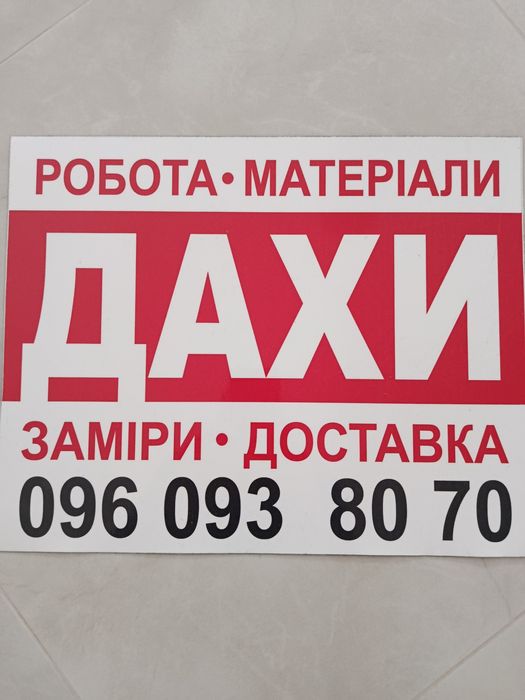 РОБОТА • МАТЕРІАЛИ
ДАХИ
ЗАМІРИ • ДОСТАВКА
096 093 80 70